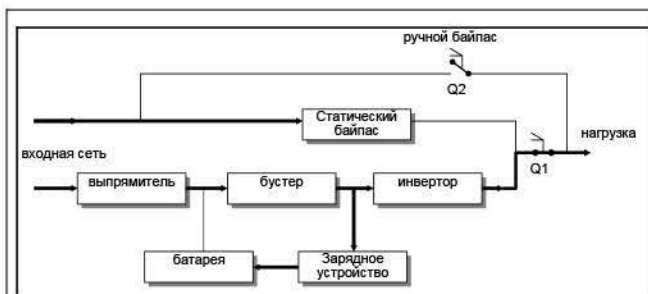 ручной байпас
Q2
Статический
байпас
нагрузка
входная сеть
Q1
выпрямитель
бустер
инвертор
батарея
Зарядное
устройство